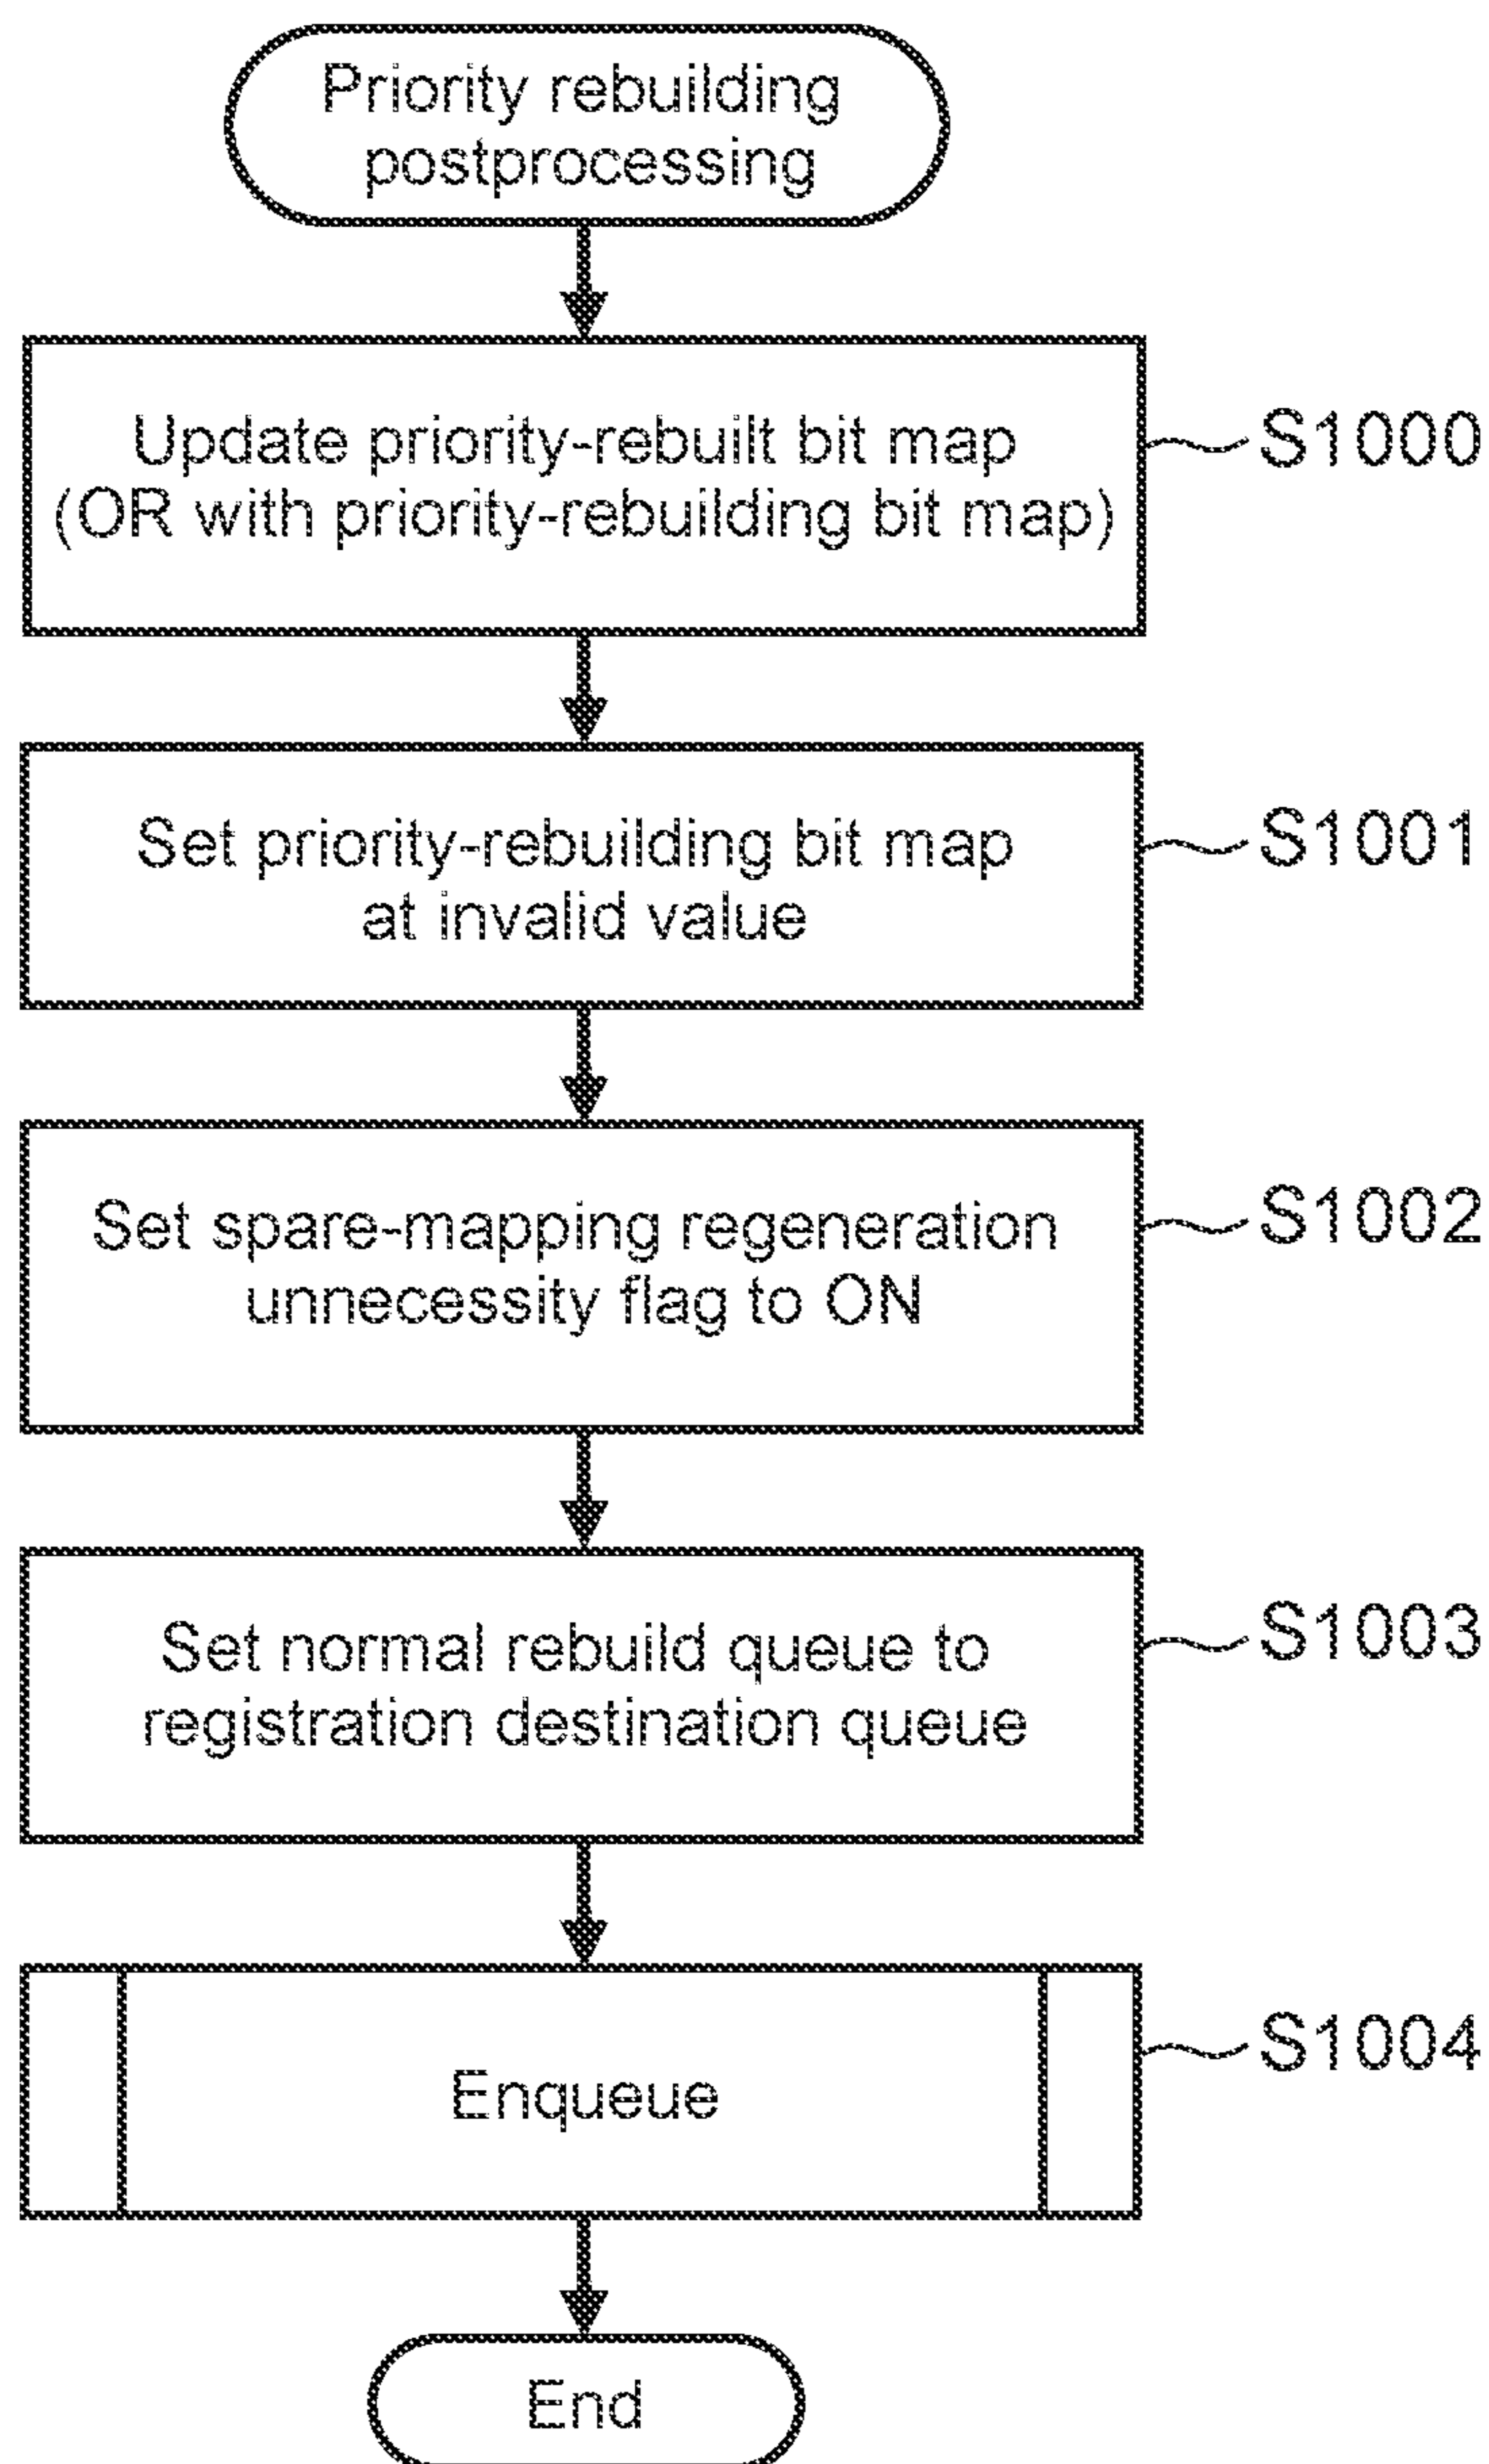 Priority rebuilding
postprocessing
Update priority-rebuilt bit map
(OR with priority-rebuilding bit map)
S1000
Set priority-rebuilding bit map
at invalid value
S1001
Set spare-mapping regeneration
unnecessity flag to ON
S1002
Set normal rebuild queue to
registration destination queue
S1003
Enqueue
S1004
End